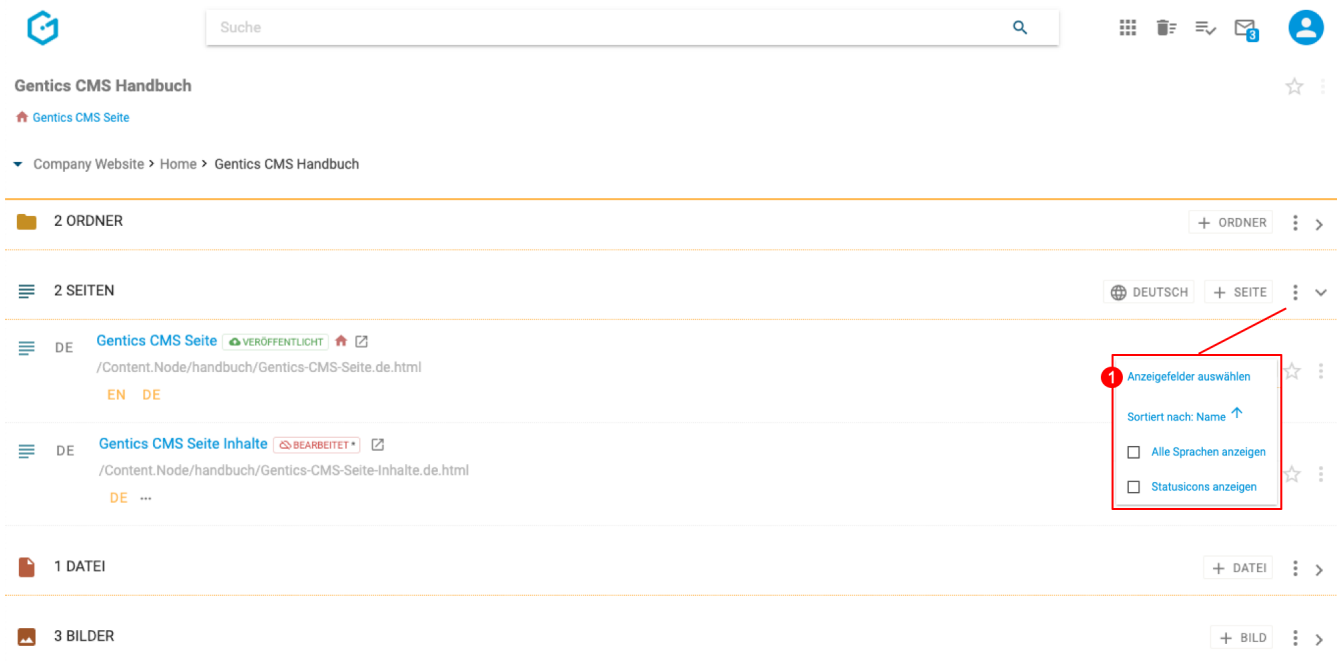 Suche
3
Gentics CMS Handbuch
Gentics CMS Seite
Company Website > Home > Gentics CMS Handbuch
2 ORDNER
+ ORDNER
2 SEITEN
DEUTSCH
+ SEITE
DE
Gentics CMS Seite
VERÖFFENTLICHT
/Content.Node/handbuch/Gentics-CMS-Seite.de.html
EN DE
1
Anzeigefelder auswählen
Sortiert nach: Name
Alle Sprachen anzeigen
Statusicons anzeigen
DE
Gentics CMS Seite Inhalte
BEARBEITET *
/Content.Node/handbuch/Gentics-CMS-Seite-Inhalte.de.html
DE ...
1 DATEI
+ DATEI
3 BILDER
+ BILD